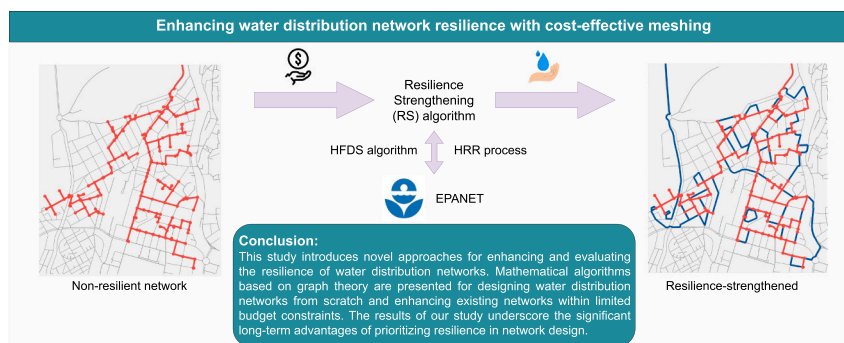 Enhancing water distribution network resilience with cost-effective meshing
$
Resilience
Strengthening
(RS) algorithm
HFDS algorithm
HRR process
EPANET
Non-resilient network
Resilience-strengthened
Conclusion:
This study introduces novel approaches for enhancing and evaluating
the resilience of water distribution networks. Mathematical algorithms
based on graph theory are presented for designing water distribution
networks from scratch and enhancing existing networks within limited
budget constraints. The results of our study underscore the significant
long-term advantages of prioritizing resilience in network design.